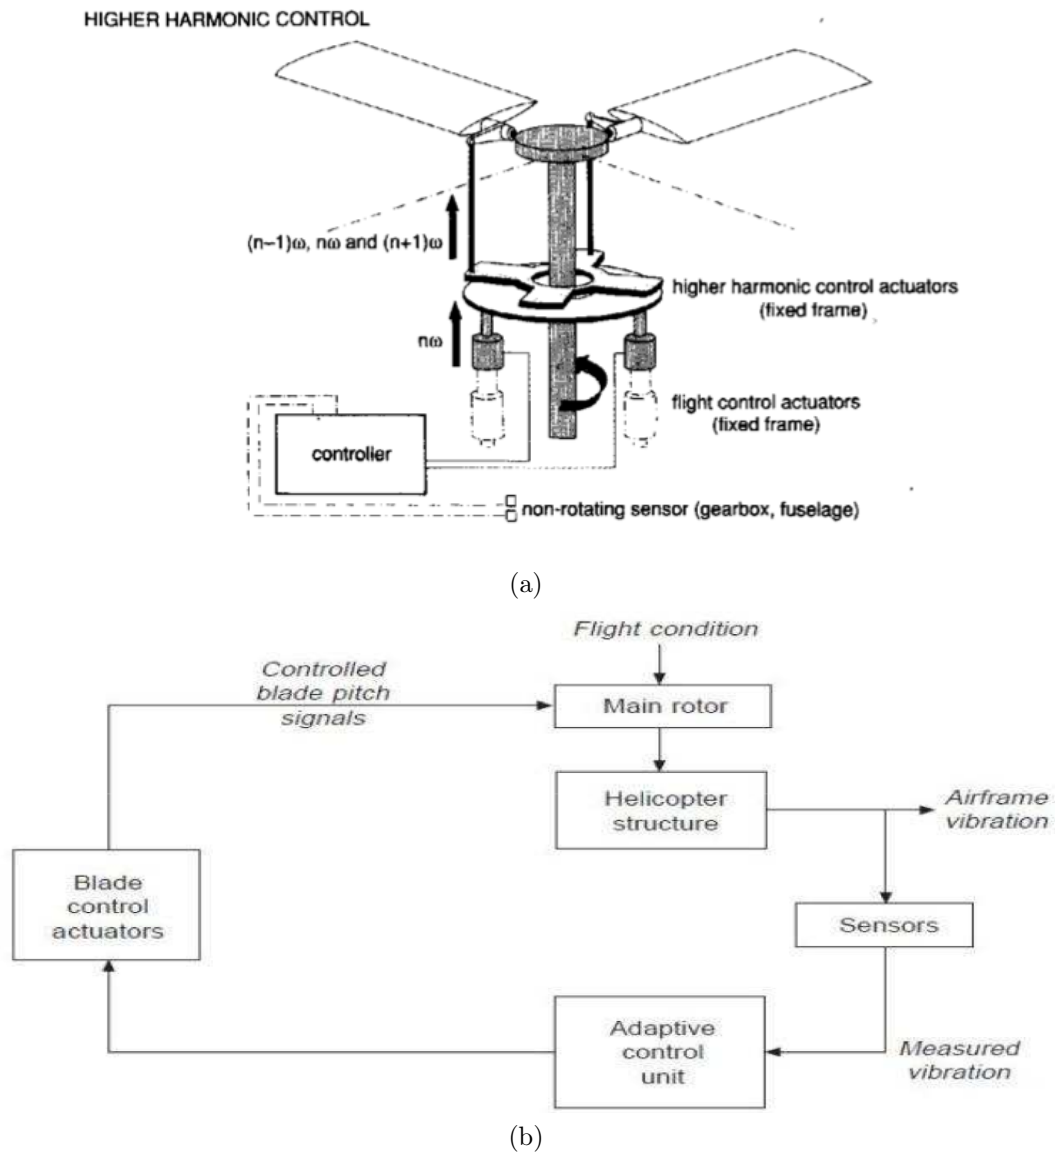 HIGHER HARMONIC CONTROL
(n−1)ω, nω and (n+1)ω
higher harmonic control actuators
(fixed frame)
nω
flight control actuators
(fixed frame)
controller
non-rotating sensor (gearbox, fuselage)
(a)
Flight condition
Controlled
blade pitch
signals
Main rotor
Helicopter
structure
Airframe
vibration
Blade
control
actuators
Sensors
Adaptive
control
unit
Measured
vibration
(b)